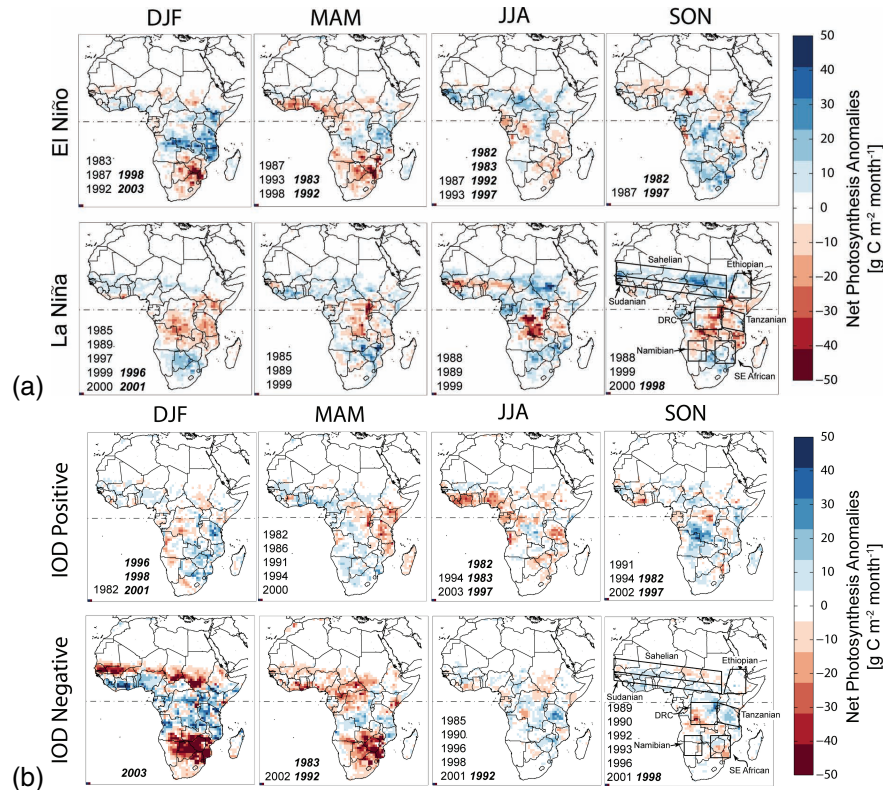 DJF MAM JJA SON
El Niño
1983
1987 1998
1992 2003
1987
1993 1983
1998 1992
1982
1983
1987 1992
1993 1997
1982
1987 1997
La Niña
1985
1989
1997
1999 1996
2000 2001
1985
1989
1999
1988
1989
1999
Sahelian
Ethiopian
Sudanian
DRC
Tanzanian
Namibian
SE African
1988
1999
2000 1998
50
40
30
20
10
0
−10
−20
−30
−40
−50
Net Photosynthesis Anomalies
[g C m⁻² month⁻¹]
(a)
DJF MAM JJA SON
IOD Positive
1996
1998
1982 2001
1982
1986
1991
1994
2000
1982
1994 1983
2003 1997
1991
1994 1982
2002 1997
IOD Negative
2003
1983
2002 1992
1985
1990
1996
1998
2001 1992
Sahelian
Ethiopian
Sudanian
1989
1990
1992
1993
1996
2001 1998
DRC
Tanzanian
Namibian
SE African
50
40
30
20
10
0
−10
−20
−30
−40
−50
Net Photosynthesis Anomalies
[g C m⁻² month⁻¹]
(b)